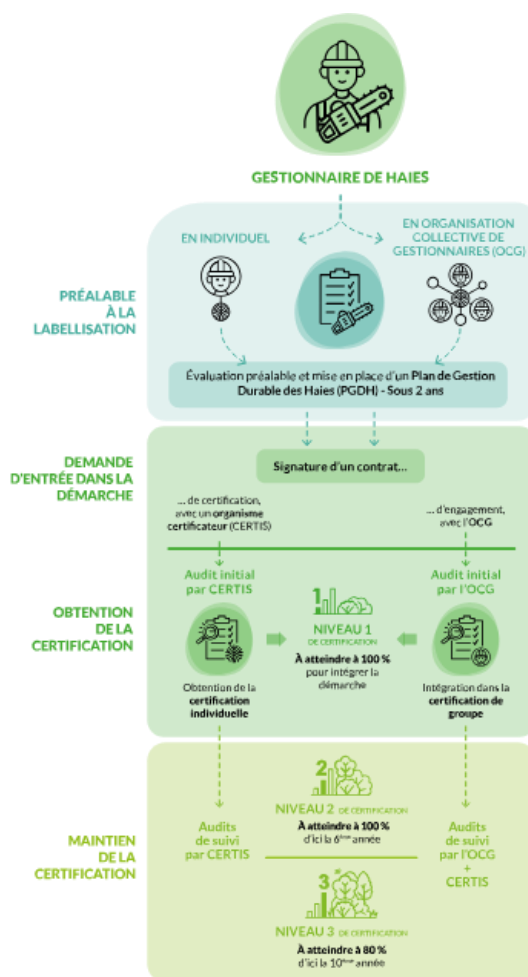 GESTIONNAIRE DE HAIES
EN INDIVIDUEL
EN ORGANISATION
COLLECTIVE DE
GESTIONNAIRES (OCG)
PRÉALABLE
À LA
LABELLISATION
Évaluation préalable et mise en place d'un Plan de Gestion
Durable des Haies (PGDH) - Sous 2 ans
DEMANDE
D'ENTRÉE DANS LA
DÉMARCHE
Signature d'un contrat...
... de certification,
avec un organisme
certificateur (CERTIS)
... d'engagement,
avec l'OCG
Audit initial
par CERTIS
Audit initial
par l'OCG
OBTENTION
DE LA
CERTIFICATION
1
NIVEAU 1
DE CERTIFICATION
À atteindre à 100 %
pour intégrer la
démarche
Obtention de la
certification
individuelle
Intégration dans la
certification de
groupe
2
NIVEAU 2 DE CERTIFICATION
À atteindre à 100 %
d'ici la 6ème année
MAINTIEN
DE LA
CERTIFICATION
Audits
de suivi
par CERTIS
Audits
de suivi
par l'OCG
+
CERTIS
3
NIVEAU 3 DE CERTIFICATION
À atteindre à 80 %
d'ici la 10ème année